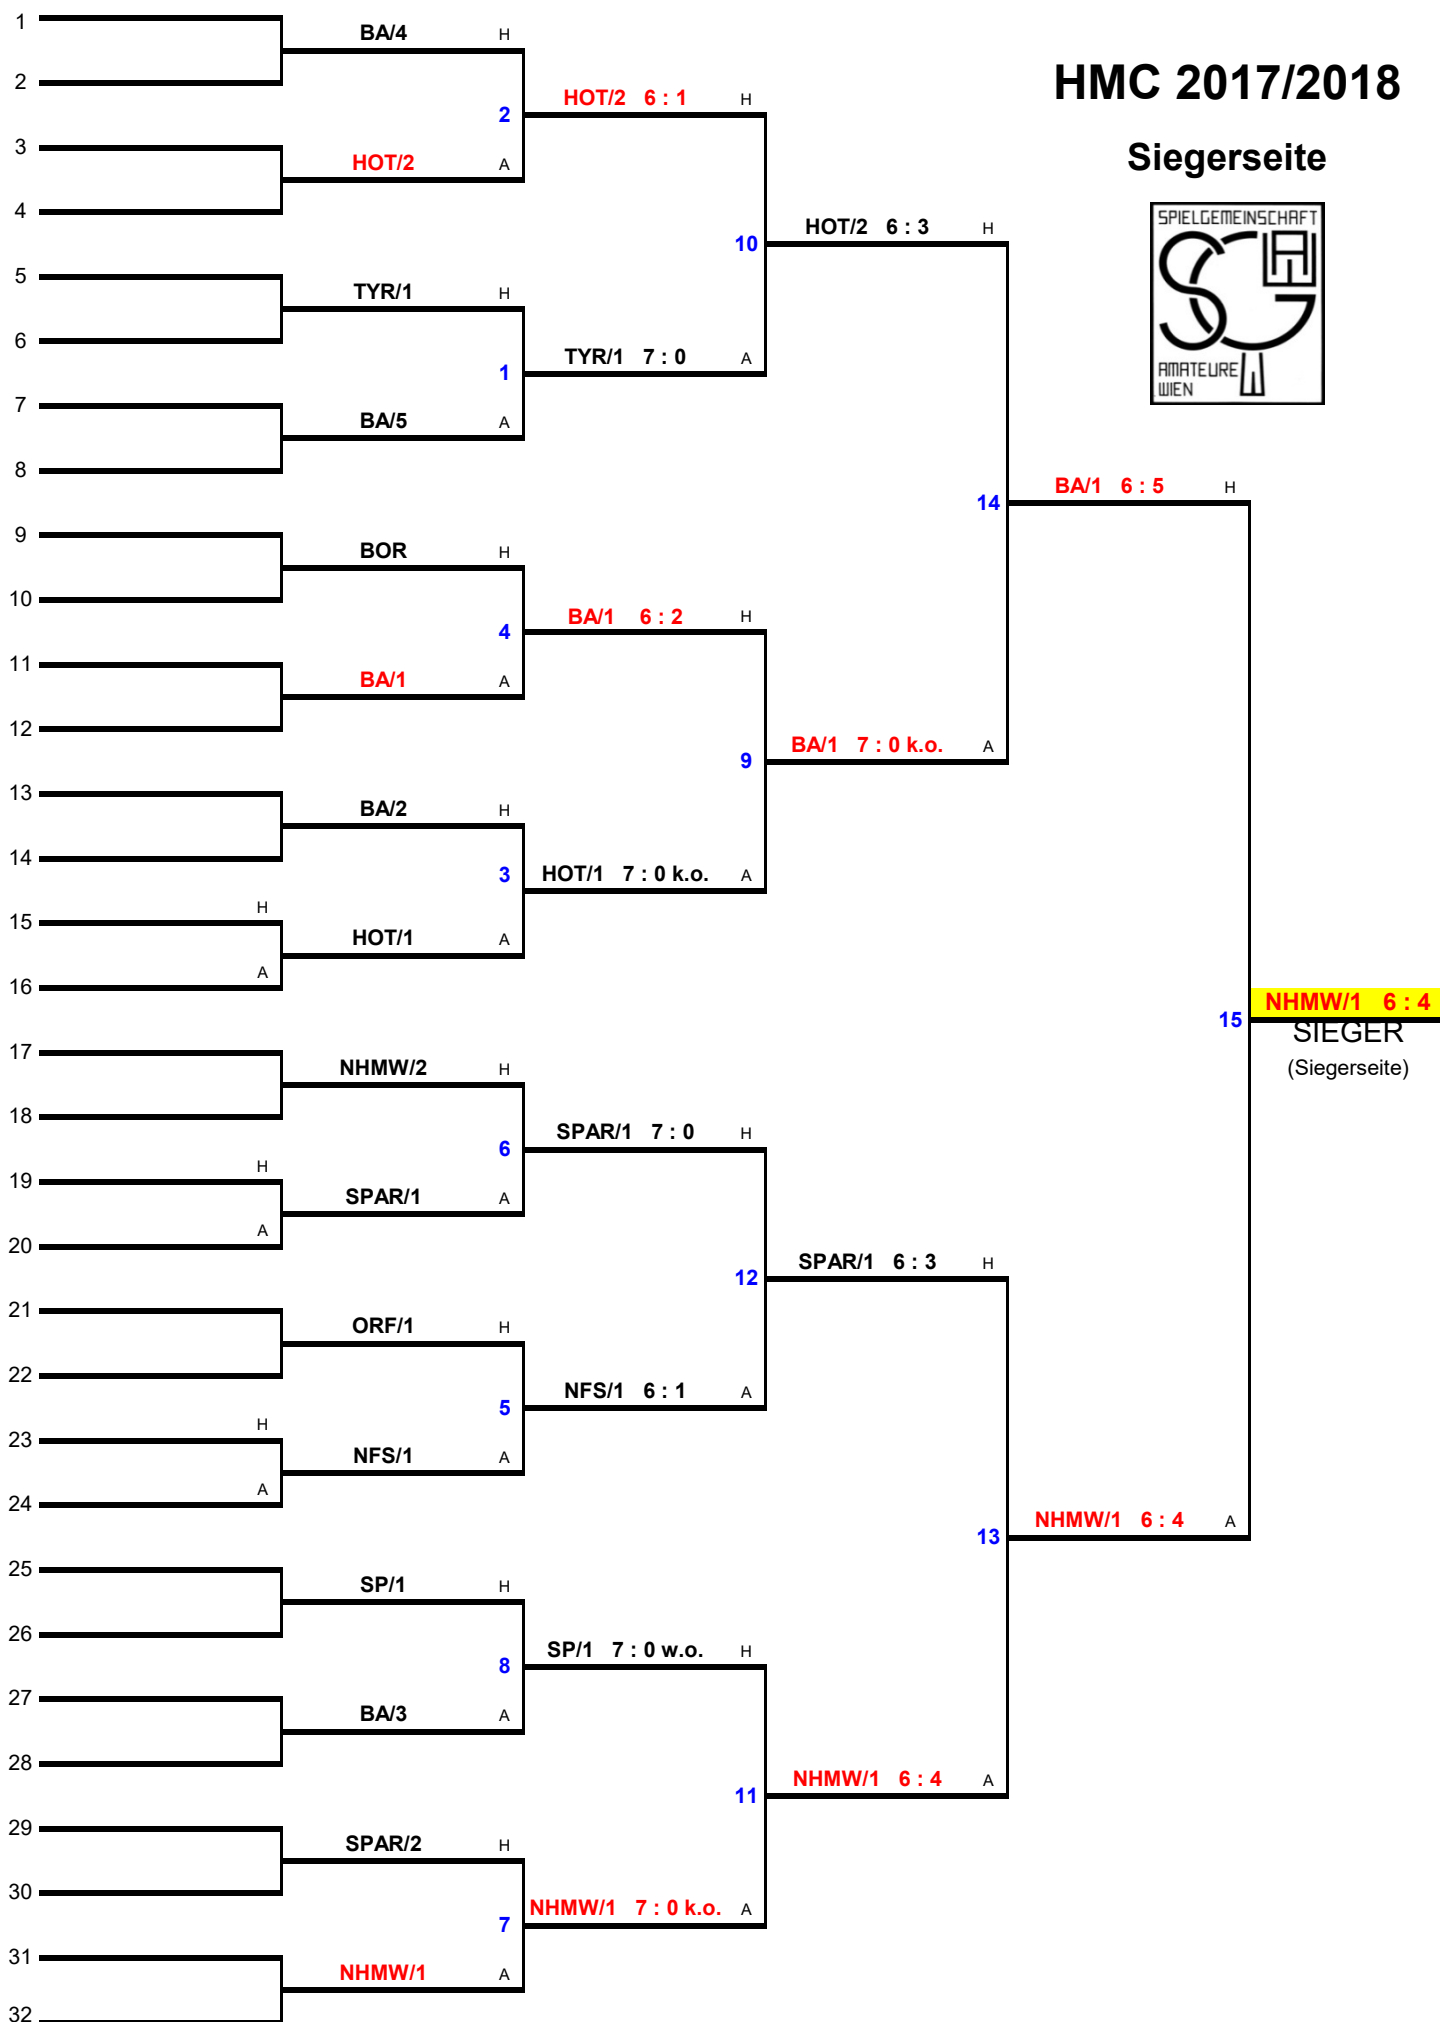 HMC 2017/2018
Siegerseite
SPIELGEMEINSCHAFT
SGAW
AMATEURE
WIEN
1
BA/4 H
2
2
HOT/2 6 : 1 H
3
HOT/2 A
4
10
HOT/2 6 : 3 H
5
TYR/1 H
6
1
TYR/1 7 : 0 A
7
BA/5 A
8
14
BA/1 6 : 5 H
9
BOR H
10
4
BA/1 6 : 2 H
11
BA/1 A
12
9
BA/1 7 : 0 k.o. A
13
BA/2 H
14
3
HOT/1 7 : 0 k.o. A
15 H
HOT/1 A
16 A
15
NHMW/1 6 : 4
SIEGER
(Siegerseite)
17
NHMW/2 H
18
6
SPAR/1 7 : 0 H
19 H
SPAR/1 A
20 A
12
SPAR/1 6 : 3 H
21
ORF/1 H
22
5
NFS/1 6 : 1 A
23 H
NFS/1 A
24 A
13
NHMW/1 6 : 4 A
25
SP/1 H
26
8
SP/1 7 : 0 w.o. H
27
BA/3 A
28
11
NHMW/1 6 : 4 A
29
SPAR/2 H
30
7
NHMW/1 7 : 0 k.o. A
31
NHMW/1 A
32